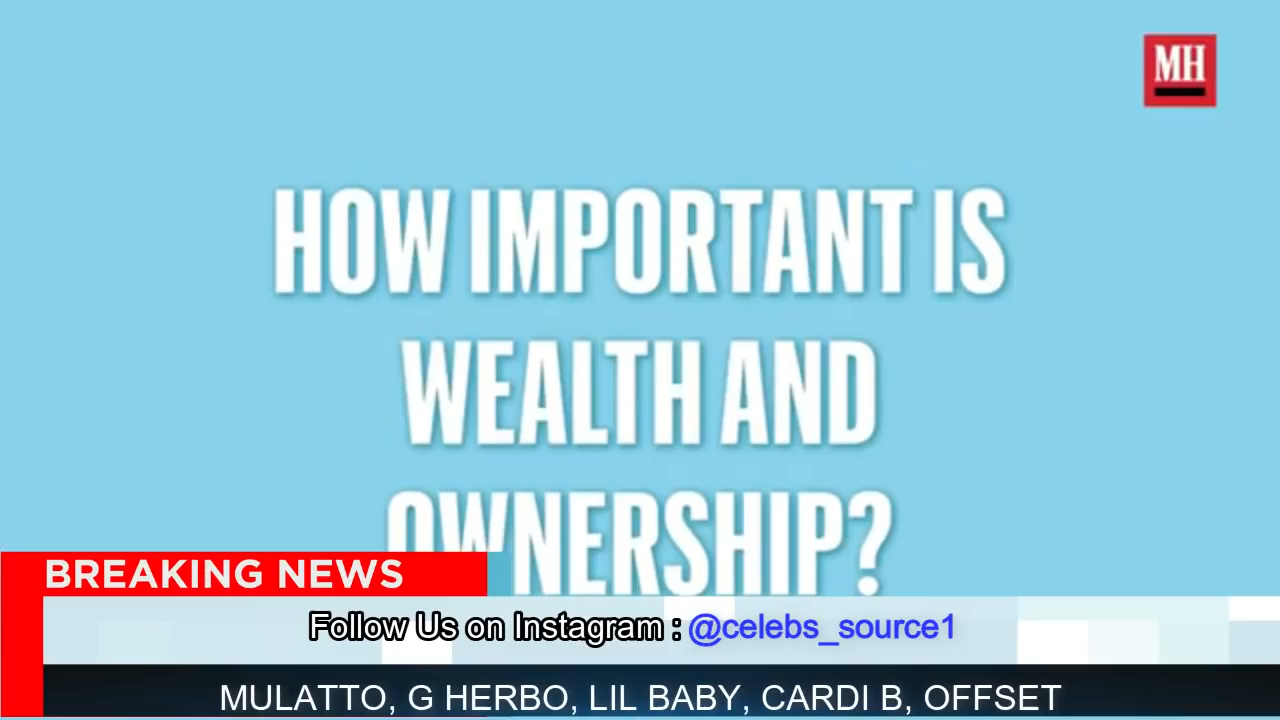 MH
HOW IMPORTANT IS
WEALTH AND
OWNERSHIP?
BREAKING NEWS
Follow Us on Instagram : @celebs_source1
MULATTO, G HERBO, LIL BABY, CARDI B, OFFSET